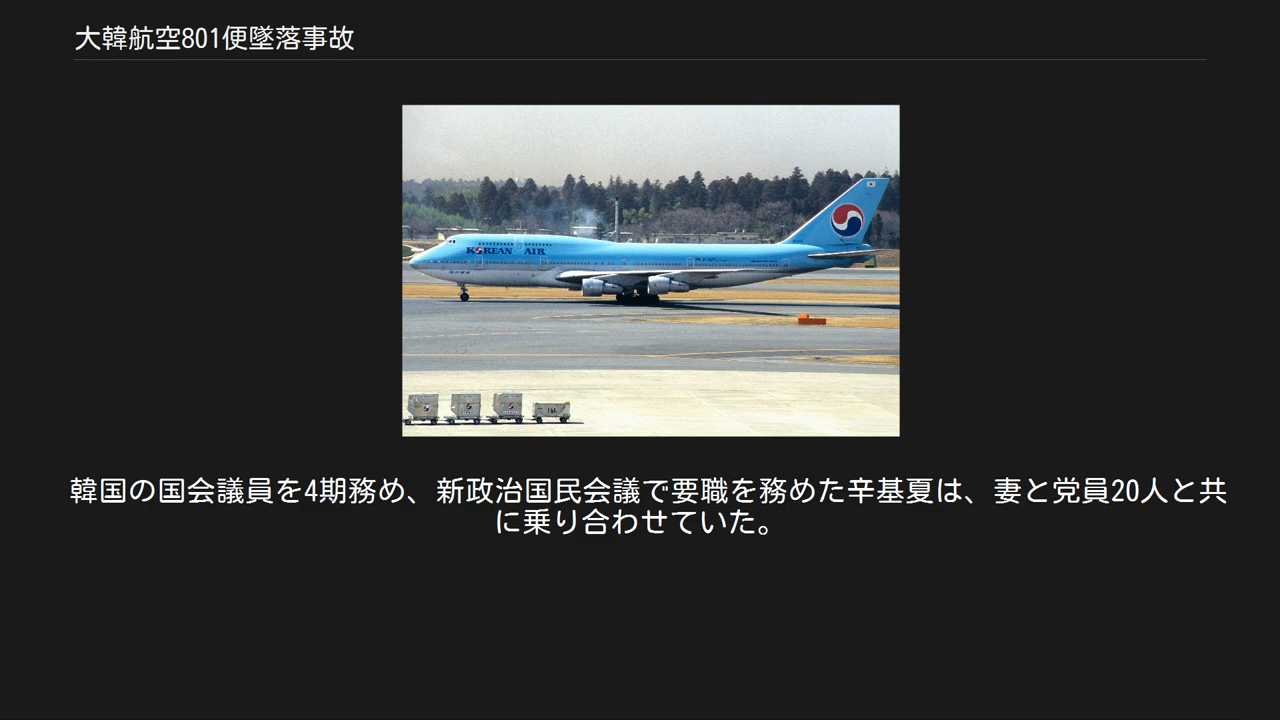 大韓航空801便墜落事故
KOREAN AIR
韓国の国会議員を4期務め、新政治国民会議で要職を務めた辛基夏は、妻と党員20人と共
に乗り合わせていた。